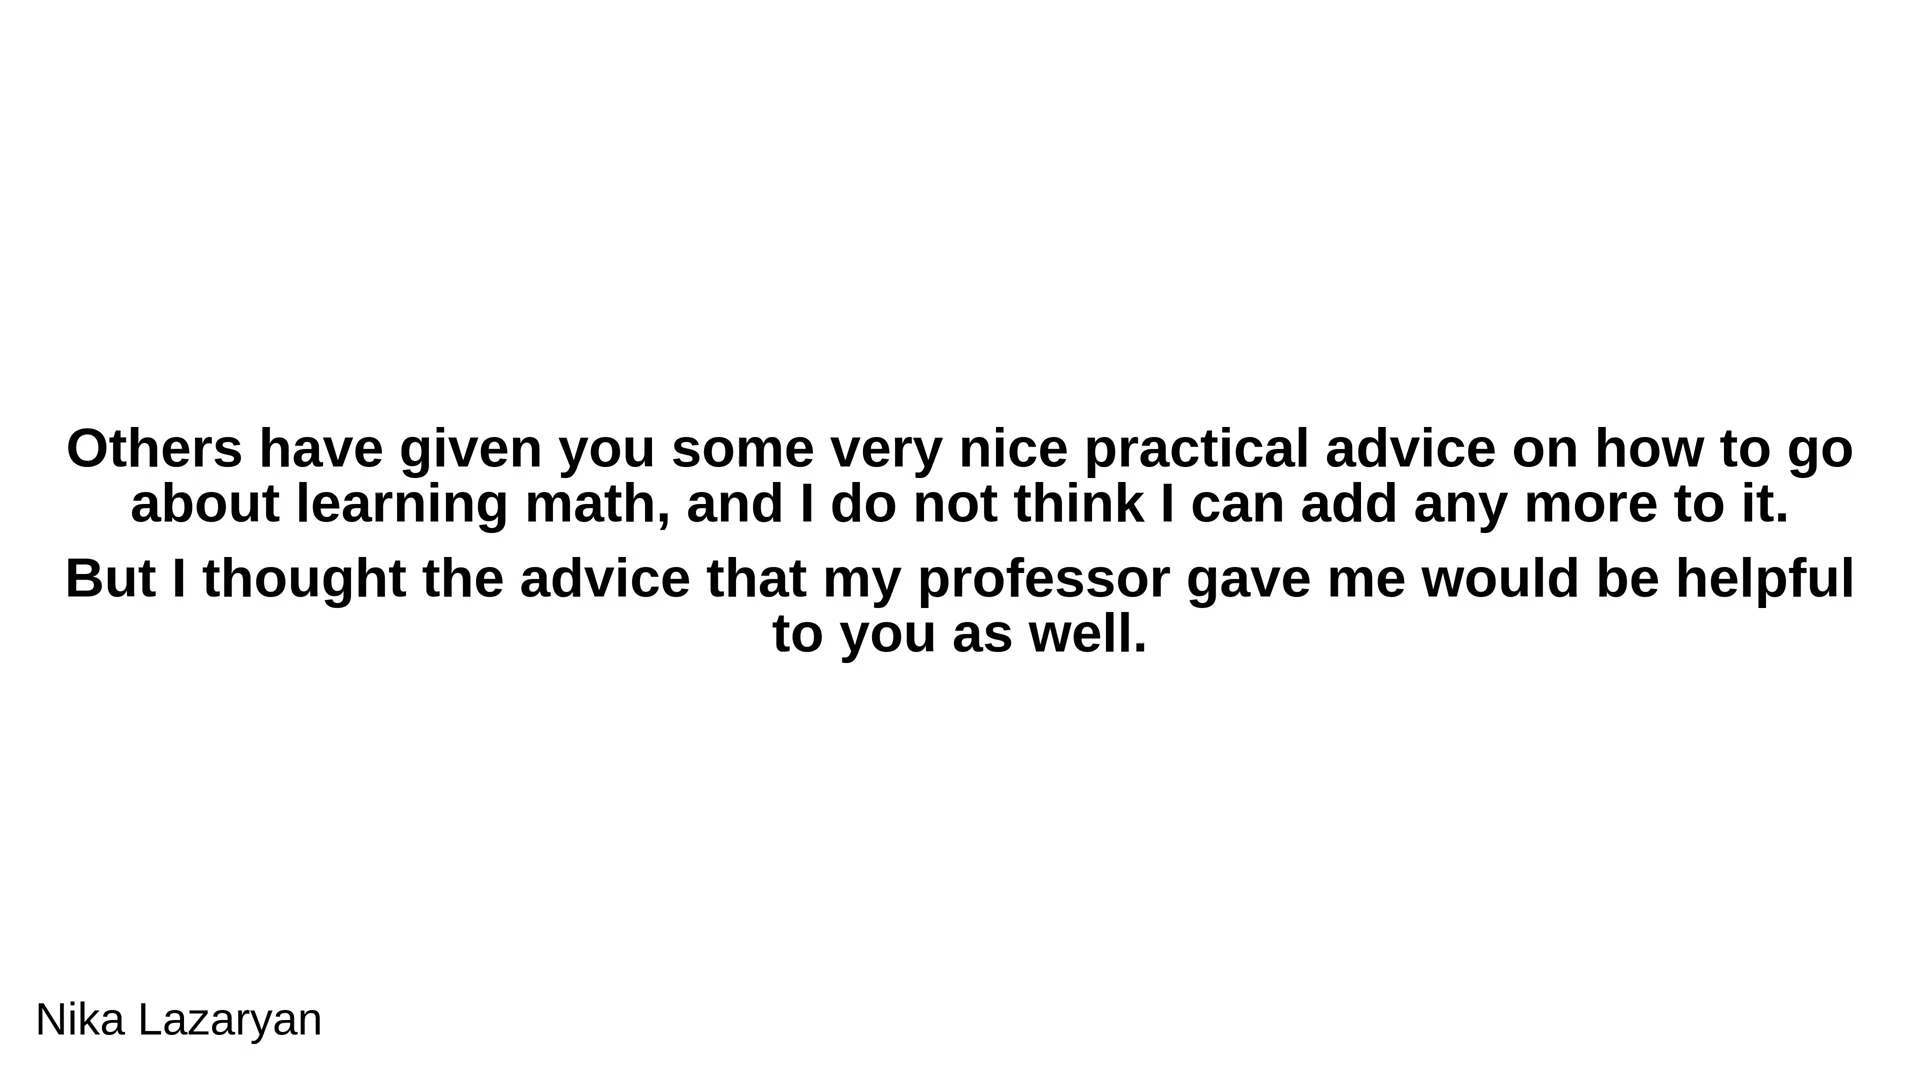 Others have given you some very nice practical advice on how to go
about learning math, and I do not think I can add any more to it.
But I thought the advice that my professor gave me would be helpful
to you as well.
Nika Lazaryan